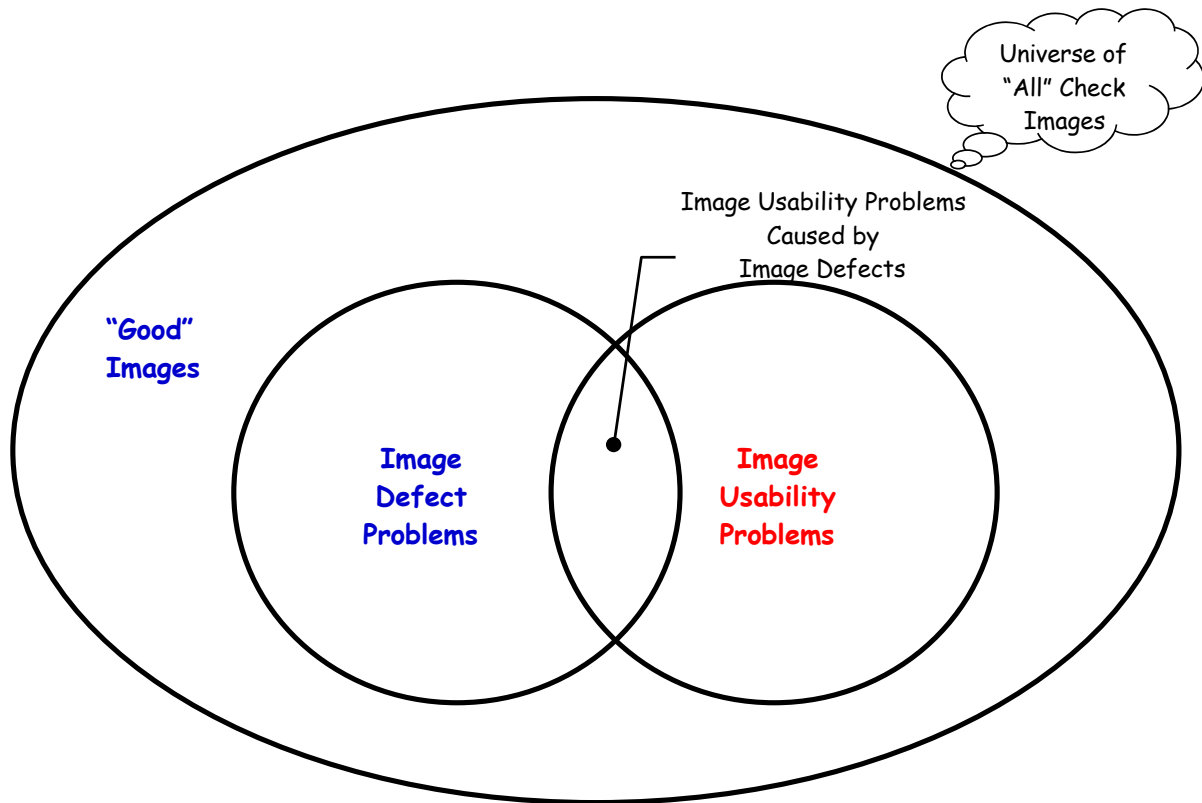 Universe of
“All” Check
Images
Image Usability Problems
Caused by
Image Defects
“Good”
Images
Image
Defect
Problems
Image
Usability
Problems